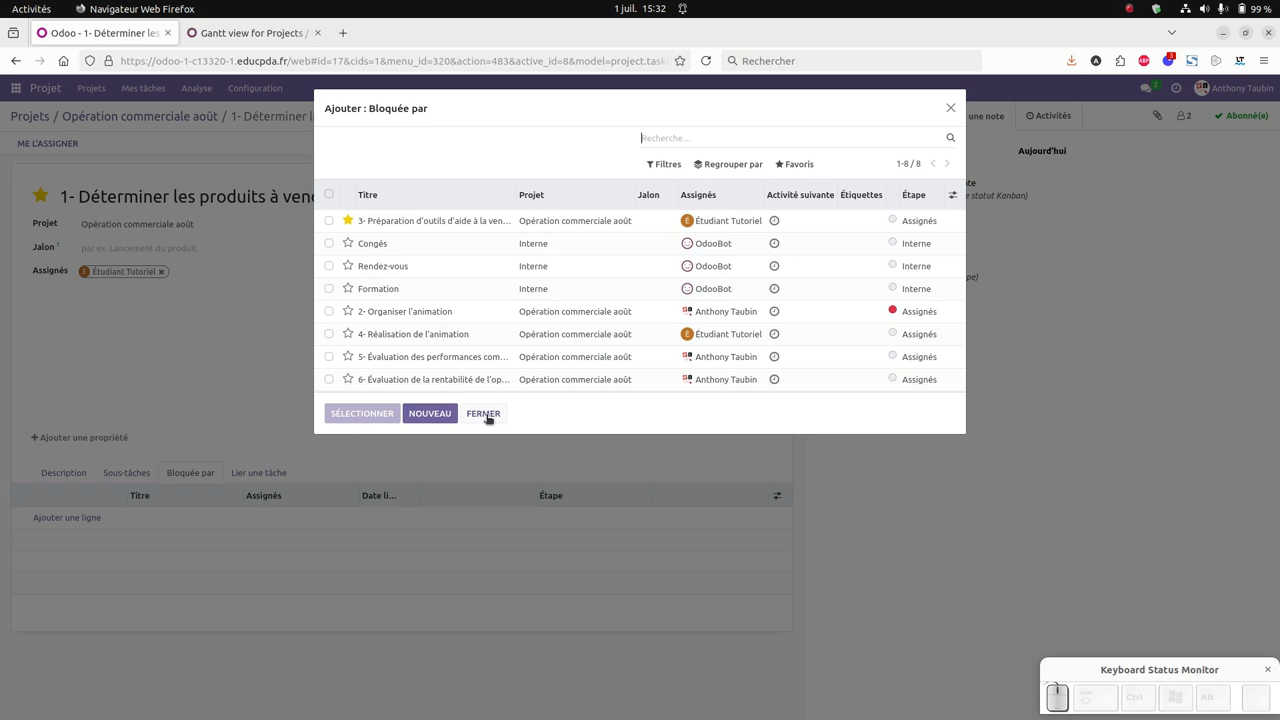 Activités
Navigateur Web Firefox
1 juil. 15:32
99 %
Odoo - 1- Déterminer les
Gantt view for Projects /
https://odoo-1-c13320-1.educpda.fr/web#id=17&cids=1&menu_id=320&action=483&active_id=8&model=project.task
Rechercher
3
Projet
Projets
Mes tâches
Analyse
Configuration
2
Anthony Taubin
Projets / Opération commerciale août / 1- Déterminer l
une note
Activités
2
Abonné(e)
ME L'ASSIGNER
Aujourd'hui
1- Déterminer les produits à ven
Projet
Opération commerciale août
Jalon ?
par ex. Lancement du produit
Assignés
É Étudiant Tutoriel
statut Kanban)
Ajouter : Bloquée par
Recherche...
Filtres
Regrouper par
Favoris
1-8 / 8
Titre Projet Jalon Assignés Activité suivante Étiquettes Étape
3- Préparation d'outils d'aide à la ven... Opération commerciale août É Étudiant Tutoriel Assignés
Congés Interne OdooBot Interne
Rendez-vous Interne OdooBot Interne
Formation Interne OdooBot Interne
2- Organiser l'animation Opération commerciale août Anthony Taubin Assignés
4- Réalisation de l'animation Opération commerciale août É Étudiant Tutoriel Assignés
5- Évaluation des performances com... Opération commerciale août Anthony Taubin Assignés
6- Évaluation de la rentabilité de l'op... Opération commerciale août Anthony Taubin Assignés
SÉLECTIONNER
NOUVEAU
FERMER
Ajouter une propriété
Description
Sous-tâches
Bloquée par
Lier une tâche
Titre Assignés Date li... Étape
Ajouter une ligne
Keyboard Status Monitor
Ctrl
Alt